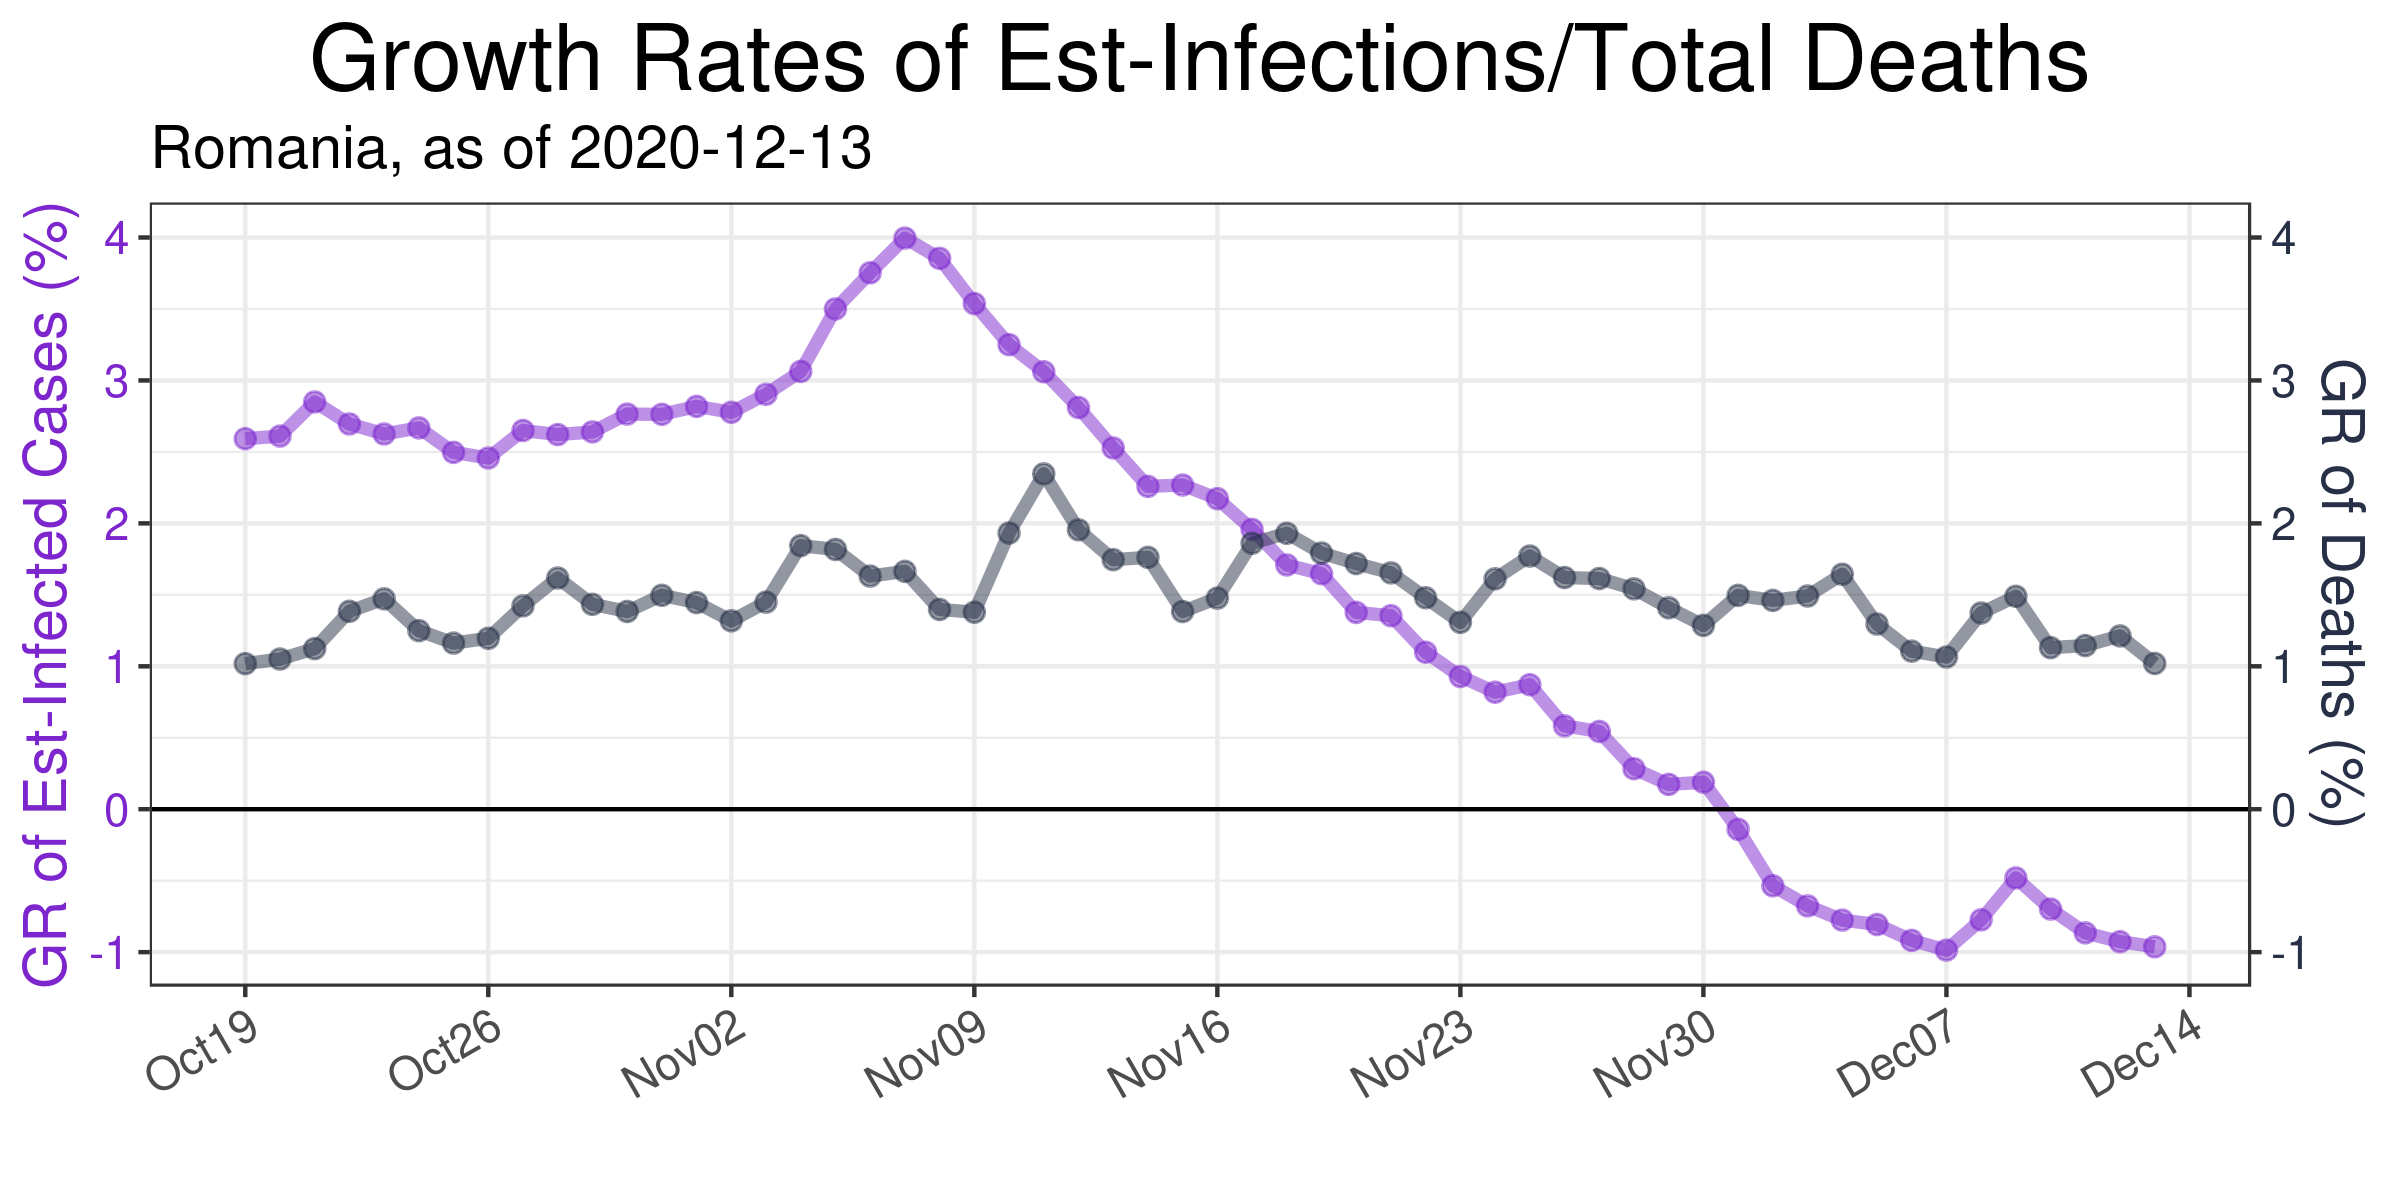 Growth Rates of Est-Infections/Total Deaths
Romania, as of 2020-12-13
GR of Est-Infected Cases (%)
4
3
2
1
0
-1
4
3
2
1
0
-1
GR of Deaths (%)
Oct19
Oct26
Nov02
Nov09
Nov16
Nov23
Nov30
Dec07
Dec14